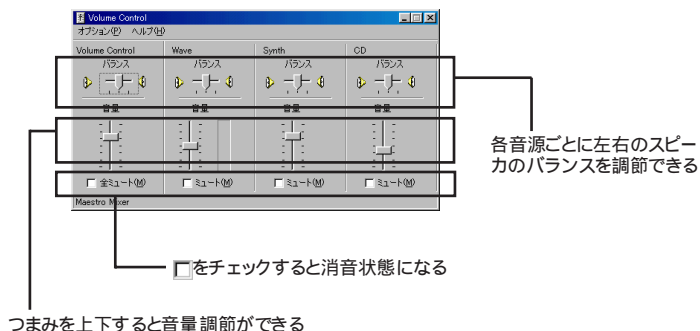 Volume Control
オプション(P) ヘルプ(H)
Volume Control Wave Synth CD
バランス バランス バランス バランス
音量 音量 音量 音量
全ミュート(M) ミュート(M) ミュート(M) ミュート(M)
Maestro Mixer
各音源ごとに左右のスピー
カのバランスを調節できる
をチェックすると消音状態になる
つまみを上下すると音量調節ができる